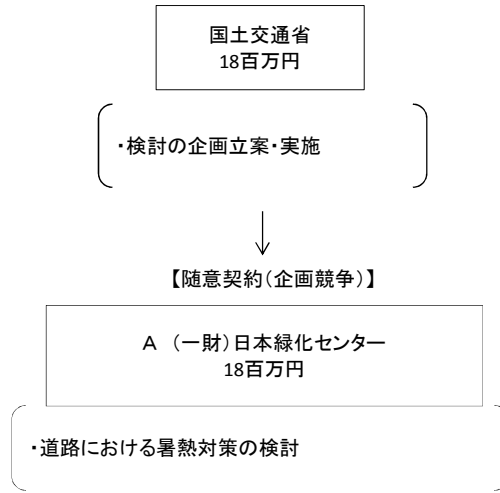 国土交通省
18百万円
・検討の企画立案・実施
【随意契約(企画競争)】
A (一財)日本緑化センター
18百万円
・道路における暑熱対策の検討